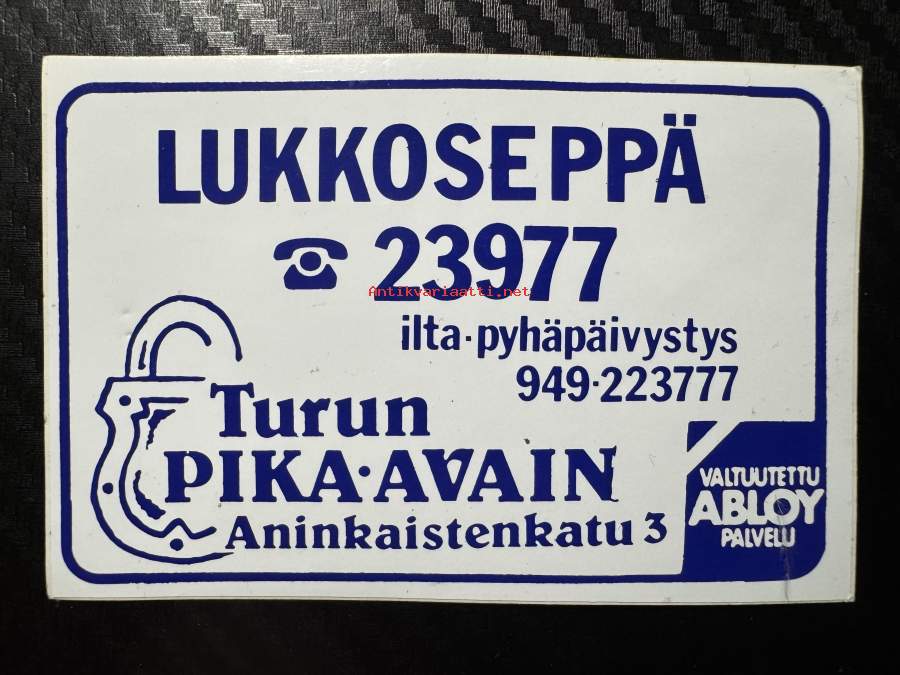 LUKKOSEPPÄ
☎ 23977
Antikvariaatti.net
ilta-pyhäpäivystys
949-223777
Turun
PIKA-AVAIN
Aninkaistenkatu 3
VALTUUTETTU
ABLOY
PALVELU